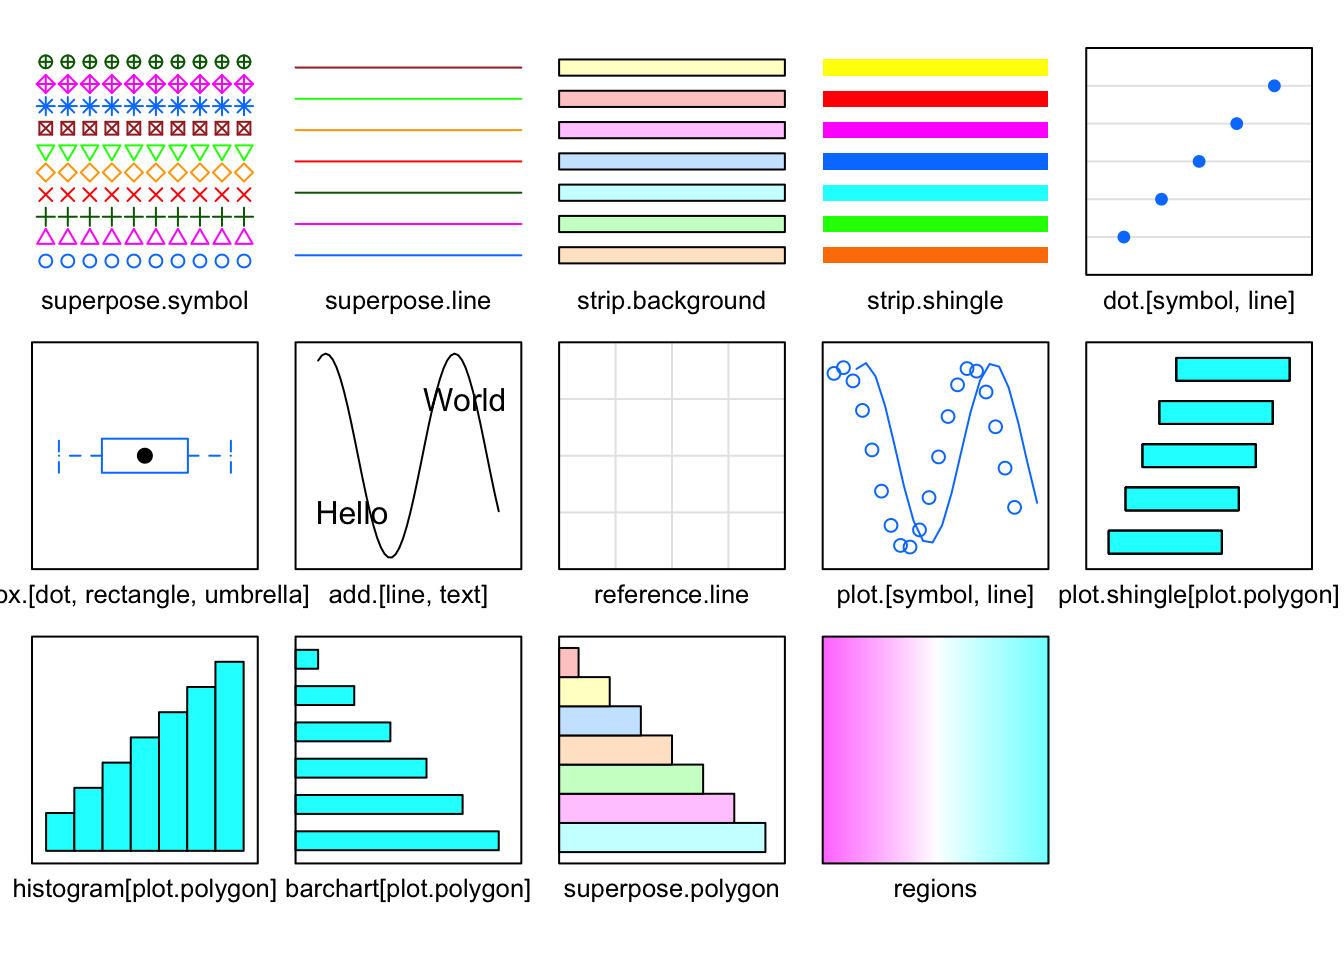 superpose.symbol
superpose.line
strip.background
strip.shingle
dot.[symbol, line]
World
Hello
ox.[dot, rectangle, umbrella]
add.[line, text]
reference.line
plot.[symbol, line]
plot.shingle[plot.polygon]
histogram[plot.polygon]
barchart[plot.polygon]
superpose.polygon
regions